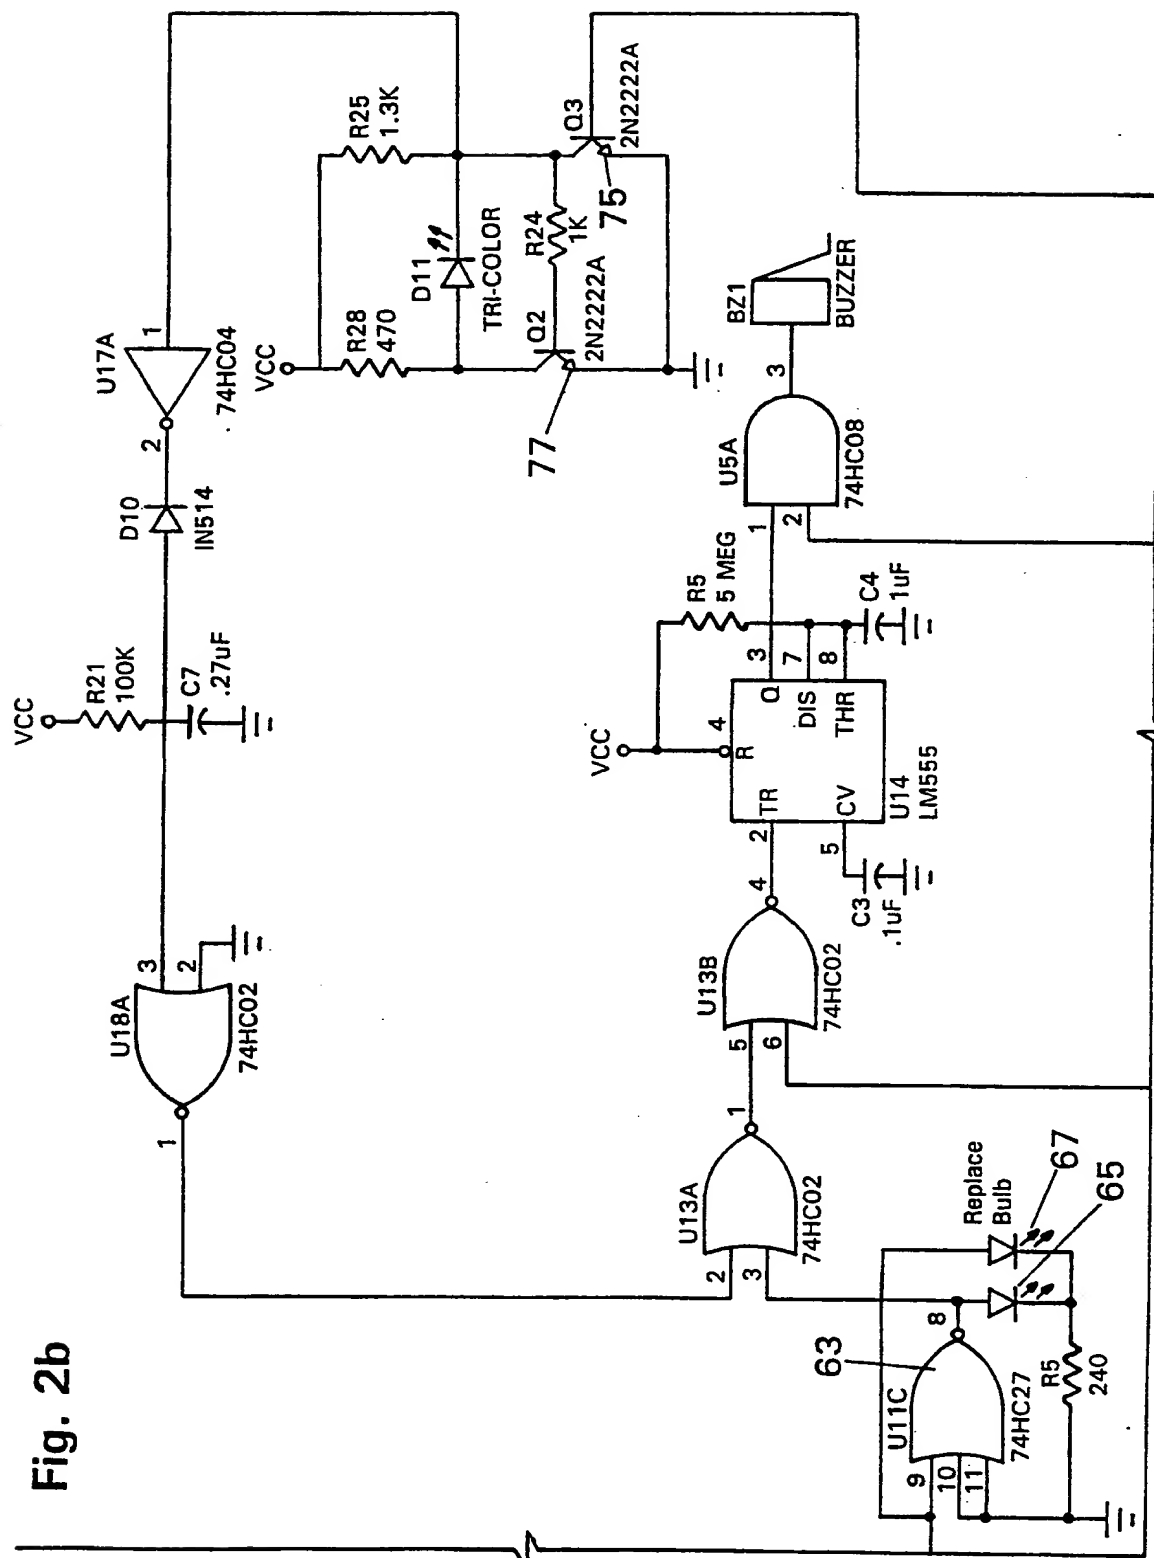 Fig. 2b
U18A
3
2
1
74HC02
VCC
R21
100K
C7
.27uF
D10
IN514
U17A
2
1
74HC04
VCC
R28
470
R25
1.3K
D11
TRI-COLOR
Q2
2N2222A
R24
1K
Q3
2N2222A
77
75
U13A
2
3
1
74HC02
U13B
5
6
4
74HC02
VCC
R5
5 MEG
2
TR
5
CV
4
R
Q
3
DIS
7
THR
8
U14
LM555
C3
.1uF
C4
1uF
U5A
1
2
3
74HC08
BZ1
BUZZER
63
U11C
9
10
11
8
74HC27
Replace
Bulb
67
65
R5
240